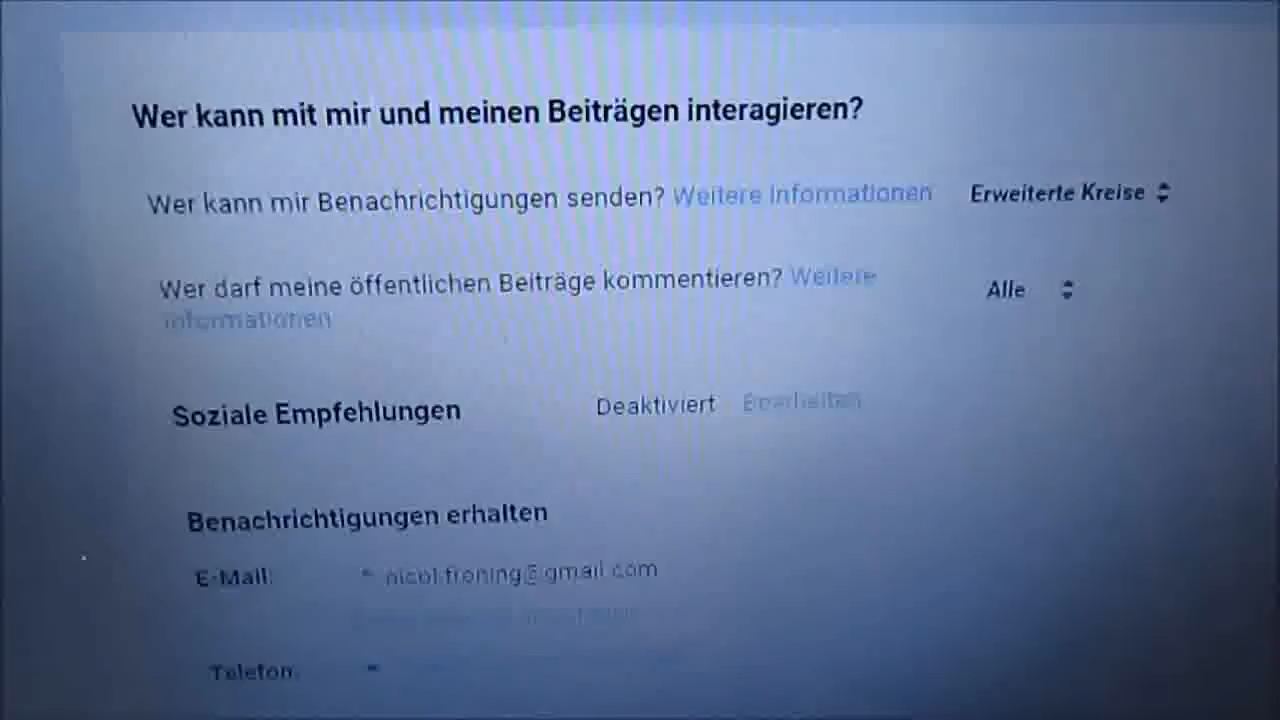 Wer kann mit mir und meinen Beiträgen interagieren?
Wer kann mir Benachrichtigungen senden? Weitere Informationen Erweiterte Kreise
Wer darf meine öffentlichen Beiträge kommentieren? Weitere Alle
Informationen
Soziale Empfehlungen Deaktiviert Bearbeiten
Benachrichtigungen erhalten
E-Mail: nicol.froning@gmail.com
Telefon: